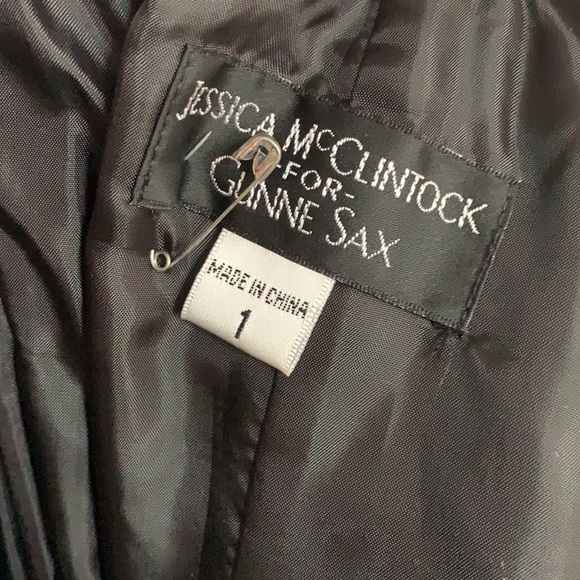 JESSICA McCLINTOCK
-FOR-
GUNNE SAX
MADE IN CHINA
1